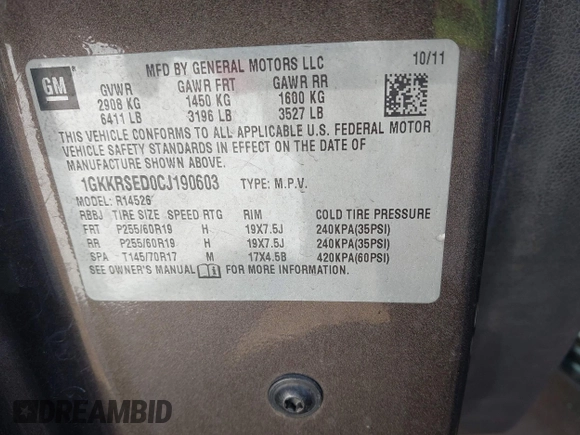 GM
MFD BY GENERAL MOTORS LLC 10/11
GVWR GAWR FRT GAWR RR
2908 KG 1450 KG 1600 KG
6411 LB 3196 LB 3527 LB
THIS VEHICLE CONFORMS TO ALL APPLICABLE U.S. FEDERAL MOTOR
VEHICLE SAFETY STANDARDS IN EFFECT ON THE DATE OF
MANUFACTURE SHOWN ABOVE.
1GKKRSED0CJ190603 TYPE: M.P.V.
MODEL: R14526
RBBJ TIRE SIZE SPEED RTG RIM COLD TIRE PRESSURE
FRT P255/60R19 H 19X7.5J 240KPA(35PSI)
RR P255/60R19 H 19X7.5J 240KPA(35PSI)
SPA T145/70R17 M 17X4.5B 420KPA(60PSI)
SEE OWNER'S MANUAL FOR MORE INFORMATION
DREAMBID